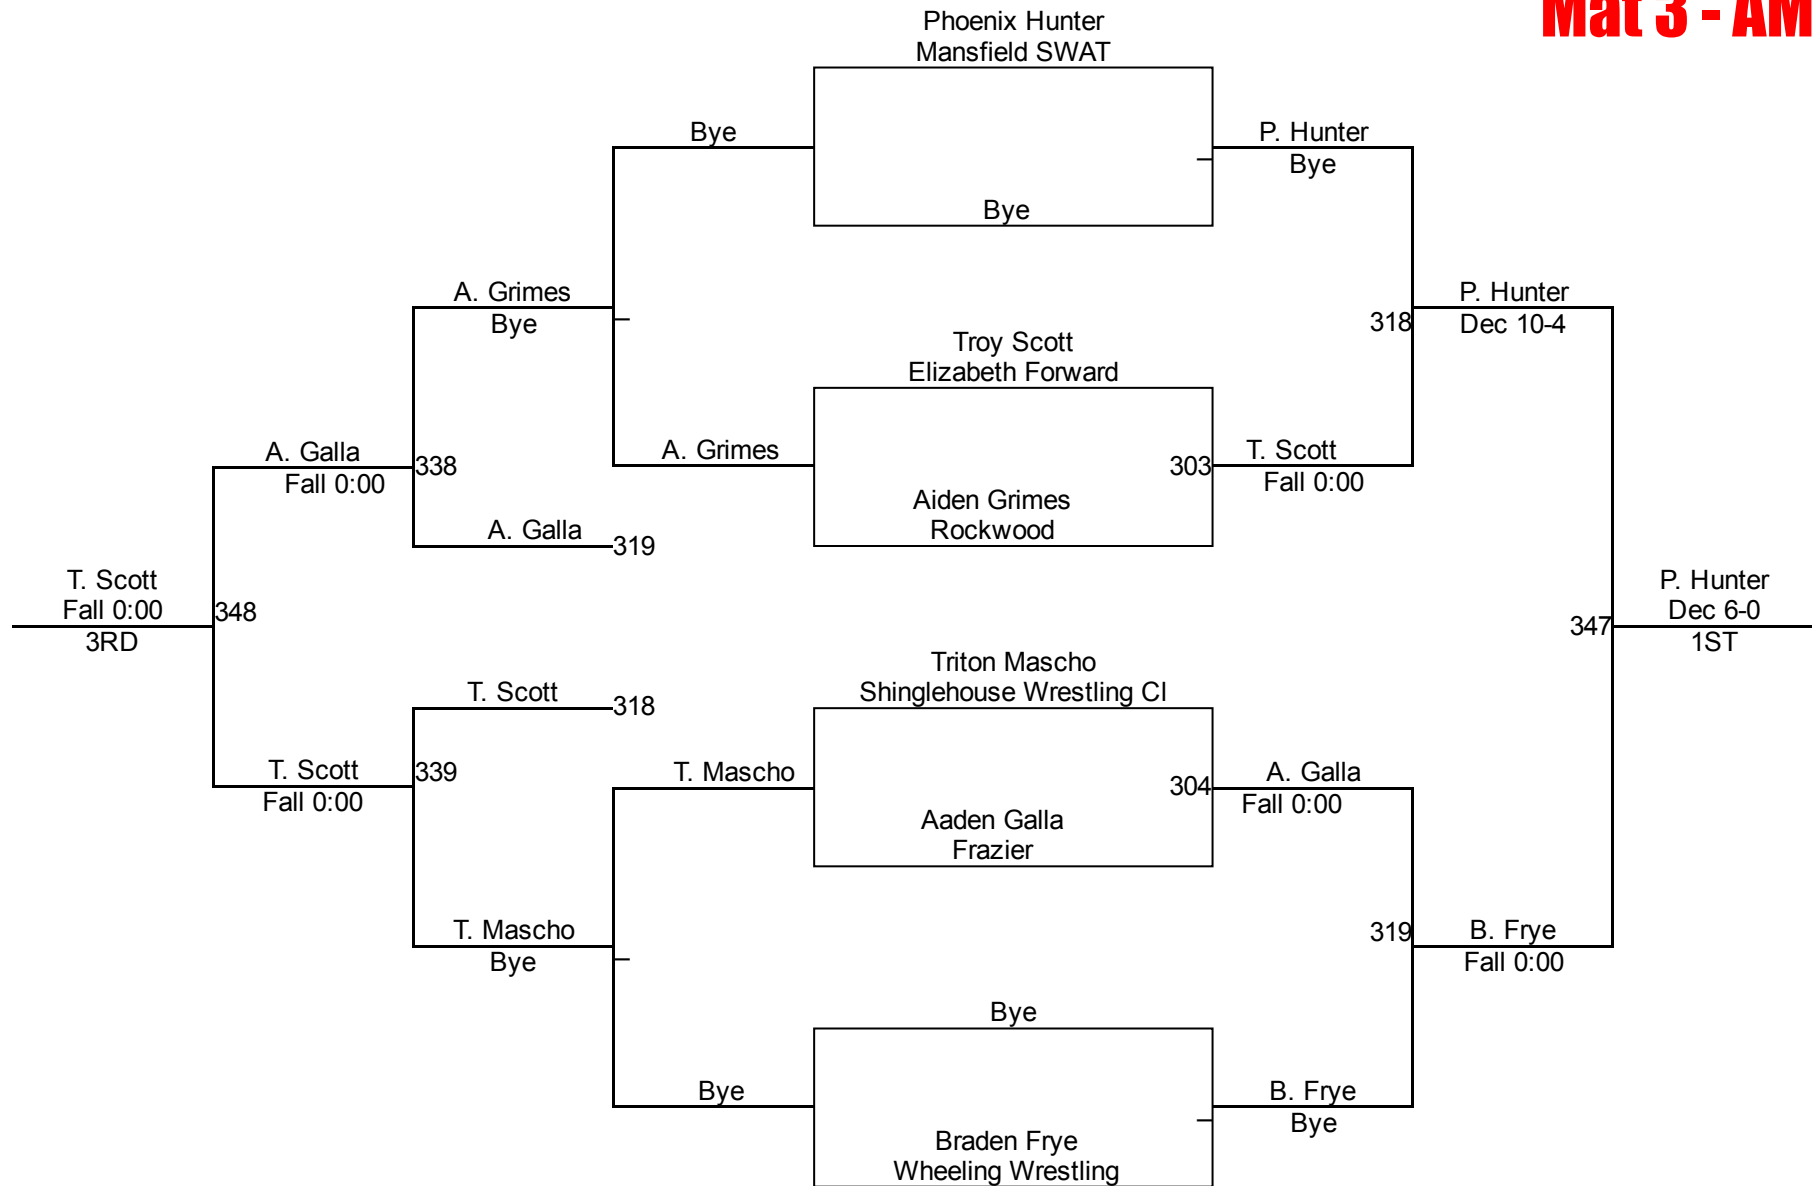 Mat 3 - AM
Phoenix Hunter
Mansfield SWAT
Bye
P. Hunter
Bye
Bye
A. Grimes
Bye
P. Hunter
318
Dec 10-4
Troy Scott
Elizabeth Forward
A. Galla
338
Fall 0:00
A. Grimes
303
T. Scott
Fall 0:00
Aiden Grimes
Rockwood
A. Galla
319
T. Scott
Fall 0:00
348
3RD
P. Hunter
Dec 6-0
347
1ST
Triton Mascho
Shinglehouse Wrestling Cl
T. Scott
318
T. Scott
339
Fall 0:00
T. Mascho
304
A. Galla
Fall 0:00
Aaden Galla
Frazier
T. Mascho
Bye
319
B. Frye
Fall 0:00
Bye
Bye
B. Frye
Bye
Braden Frye
Wheeling Wrestling